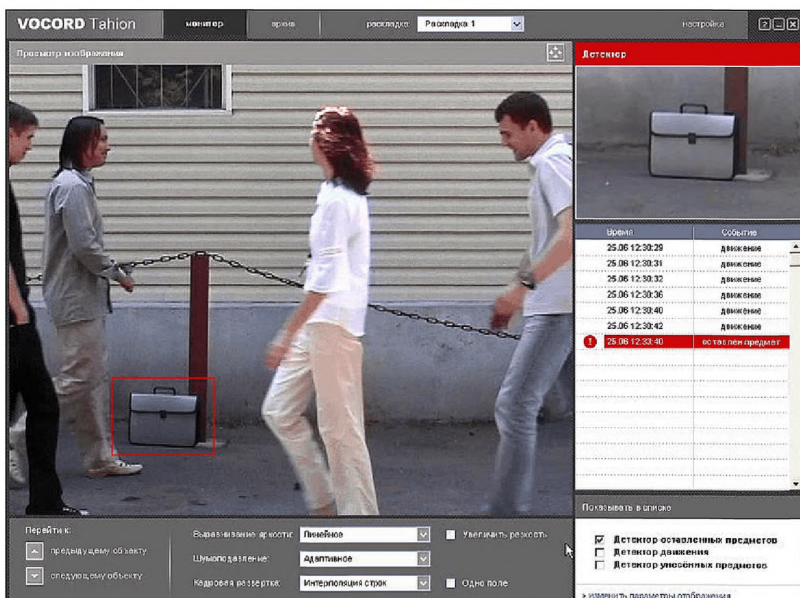 VOCORD Tahion
монитор
архив
раскладка: Раскладка 1
настройка
Просмотр изображения
Детектор
Время Событие
25.06 12:30:29 движение
25.06 12:30:31 движение
25.06 12:30:32 движение
25.06 12:30:36 движение
25.06 12:30:40 движение
25.06 12:30:42 движение
25.06 12:33:40 оставлен предмет
Показывать в списке
Детектор оставленных предметов
Детектор движения
Детектор унесённых предметов
> изменить параметры отображения
Перейти к:
предыдущему объекту
следующему объекту
Выравнивание яркости: Линейное
Увеличить резкость
Шумоподавление: Адаптивное
Кадровая развертка: Интерполяция строк
Одно поле